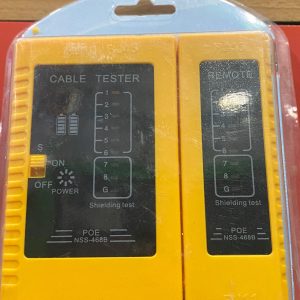 CABLE TESTER
1
2
3
4
5
6
7
8
G
S
ON
OFF
POWER
Shielding test
POE
NSS-468B
REMOTE
1
2
3
4
5
6
7
8
G
Shielding test
POE
NSS-468B